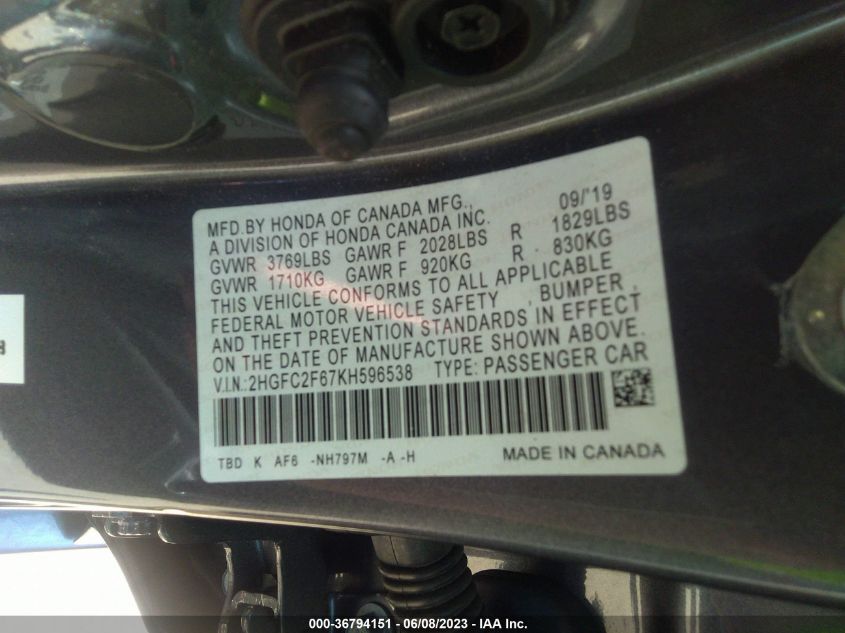 MFD.BY HONDA OF CANADA MFG., 09/'19
A DIVISION OF HONDA CANADA INC.
GVWR 3769LBS GAWR F 2028LBS R 1829LBS
GVWR 1710KG GAWR F 920KG R 830KG
THIS VEHICLE CONFORMS TO ALL APPLICABLE
FEDERAL MOTOR VEHICLE SAFETY , BUMPER ,
AND THEFT PREVENTION STANDARDS IN EFFECT
ON THE DATE OF MANUFACTURE SHOWN ABOVE.
V.I.N.:2HGFC2F67KH596538 TYPE: PASSENGER CAR
TBD K AF6 -NH797M -A -H MADE IN CANADA
000-36794151 - 06/08/2023 - IAA Inc.